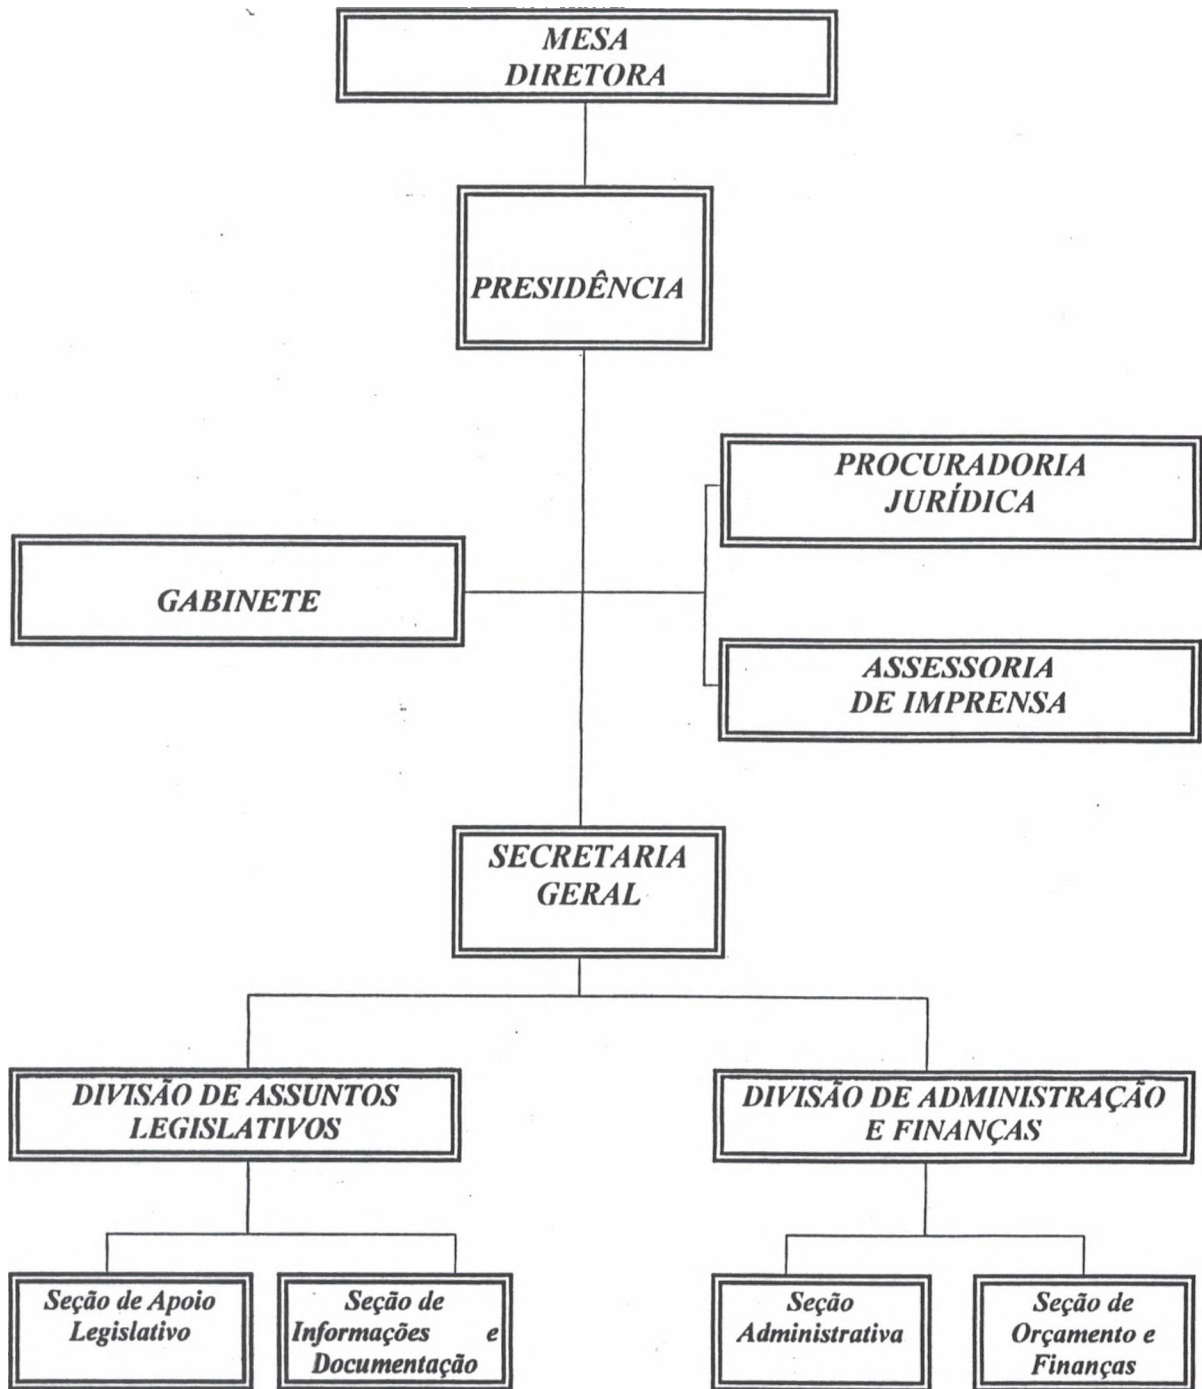 MESA
DIRETORA
PRESIDÊNCIA
PROCURADORIA
JURÍDICA
GABINETE
ASSESSORIA
DE IMPRENSA
SECRETARIA
GERAL
DIVISÃO DE ASSUNTOS
LEGISLATIVOS
DIVISÃO DE ADMINISTRAÇÃO
E FINANÇAS
Seção de Apoio
Legislativo
Seção de
Informações e
Documentação
Seção
Administrativa
Seção de
Orçamento e
Finanças